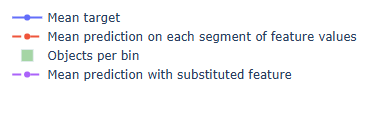 Mean target
Mean prediction on each segment of feature values
Objects per bin
Mean prediction with substituted feature